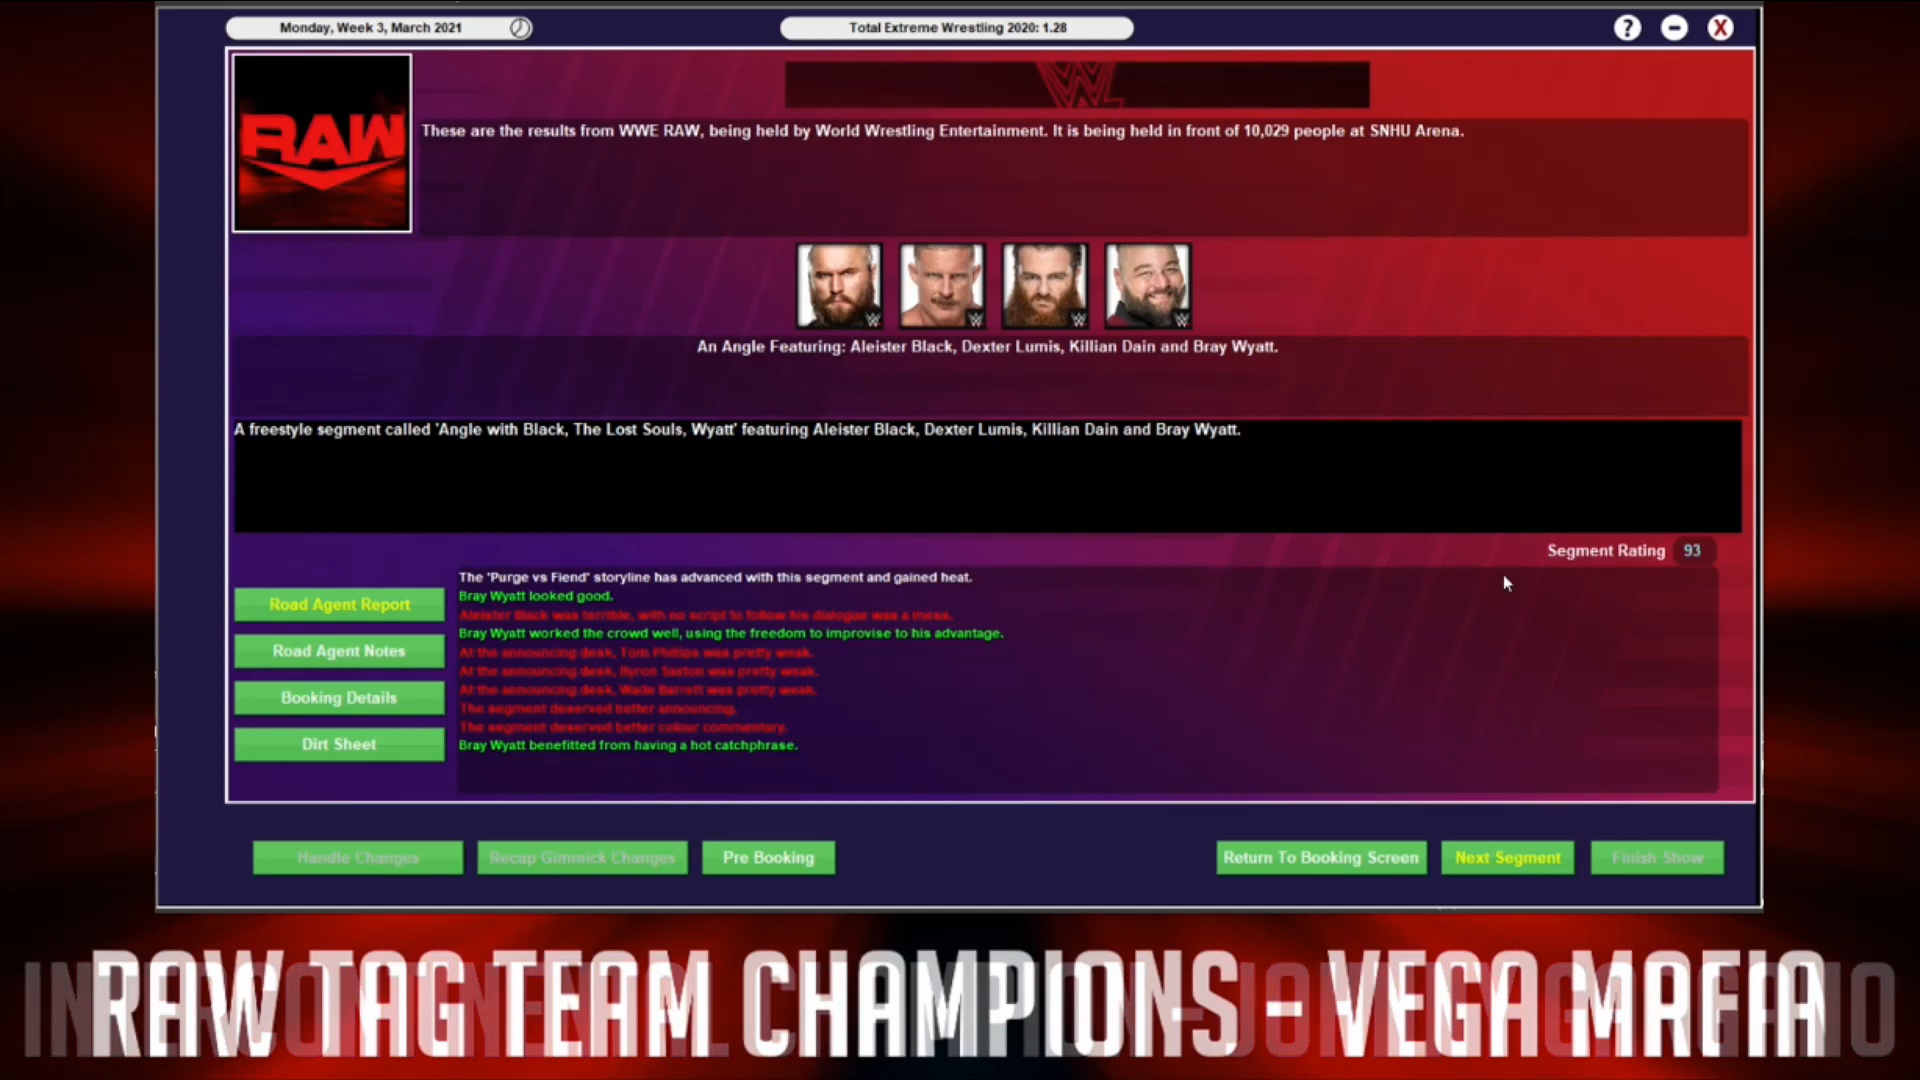 Monday, Week 3, March 2021
Total Extreme Wrestling 2020: 1.28
?
-
X
RAW
These are the results from WWE RAW, being held by World Wrestling Entertainment. It is being held in front of 10,029 people at SNHU Arena.
An Angle Featuring: Aleister Black, Dexter Lumis, Killian Dain and Bray Wyatt.
A freestyle segment called 'Angle with Black, The Lost Souls, Wyatt' featuring Aleister Black, Dexter Lumis, Killian Dain and Bray Wyatt.
Segment Rating 93
The 'Purge vs Fiend' storyline has advanced with this segment and gained heat.
Bray Wyatt looked good.
Aleister Black was terrible, with no script to follow his dialogue was a mess.
Bray Wyatt worked the crowd well, using the freedom to improvise to his advantage.
At the announcing desk, Tom Phillips was pretty weak.
At the announcing desk, Byron Saxton was pretty weak.
At the announcing desk, Wade Barrett was pretty weak.
The segment deserved better announcing.
The segment deserved better colour commentary.
Bray Wyatt benefitted from having a hot catchphrase.
Road Agent Report
Road Agent Notes
Booking Details
Dirt Sheet
Handle Changes
Recap Gimmick Changes
Pre Booking
Return To Booking Screen
Next Segment
Finish Show
RAW TAG TEAM CHAMPIONS - VEGA MAFIA